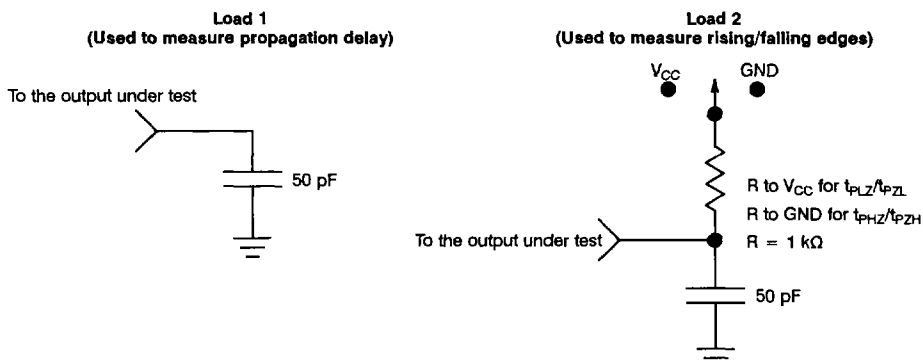 Load 1
(Used to measure propagation delay)
To the output under test
50 pF
Load 2
(Used to measure rising/falling edges)
VCC GND
R to VCC for tPLZ/tPZL
R to GND for tPHZ/tPZH
To the output under test
R = 1 kΩ
50 pF